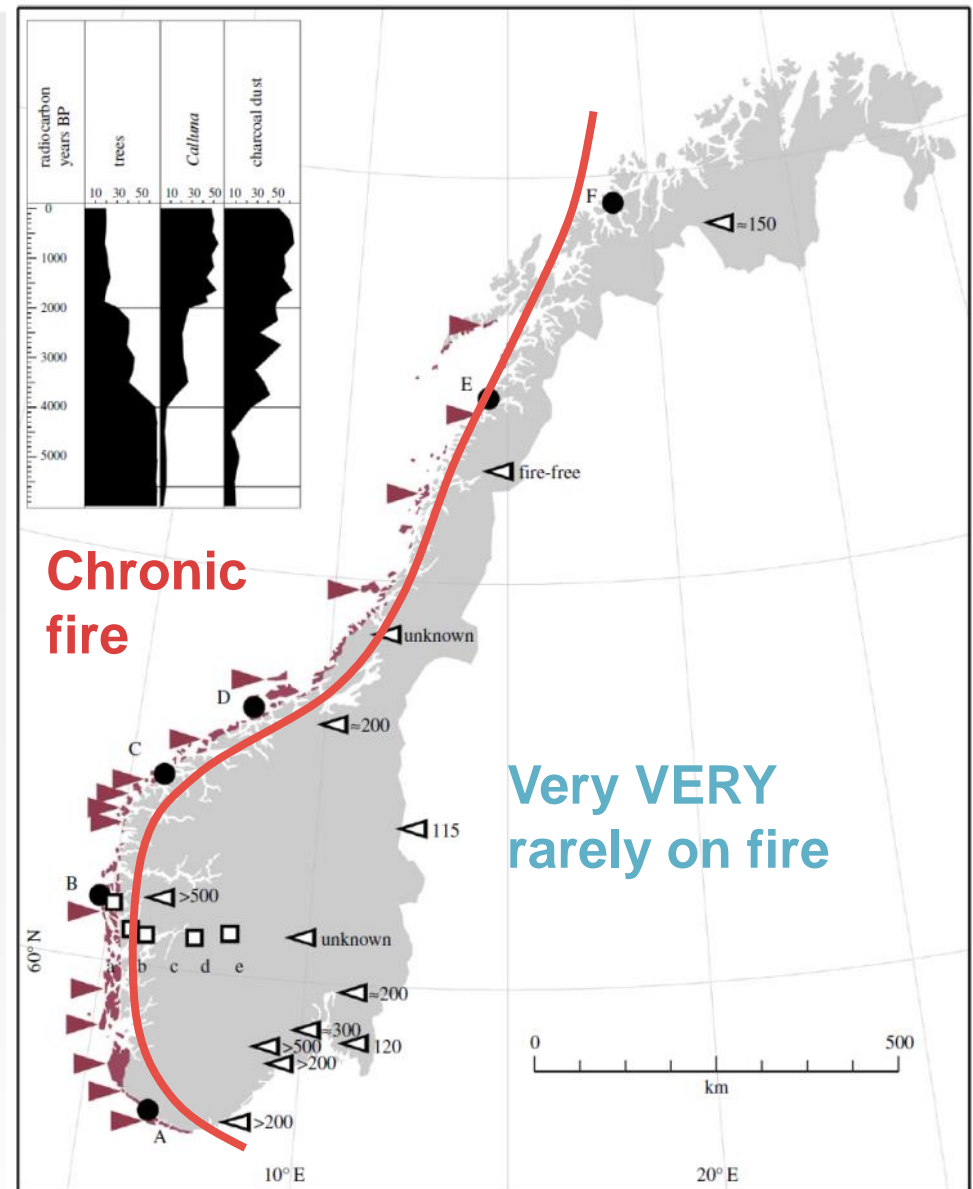 radiocarbon
years BP
trees
Calluna
charcoal dust
10 30 50 10 30 50 10 30 50
0
1000
2000
3000
4000
5000
F
≈150
E
fire-free
Chronic
fire
unknown
D
≈200
C
Very VERY
rarely on fire
115
B
>500
unknown
60° N
a b c d e
≈200
≈300
>500
120
>200
0 500
km
A
>200
10° E 20° E